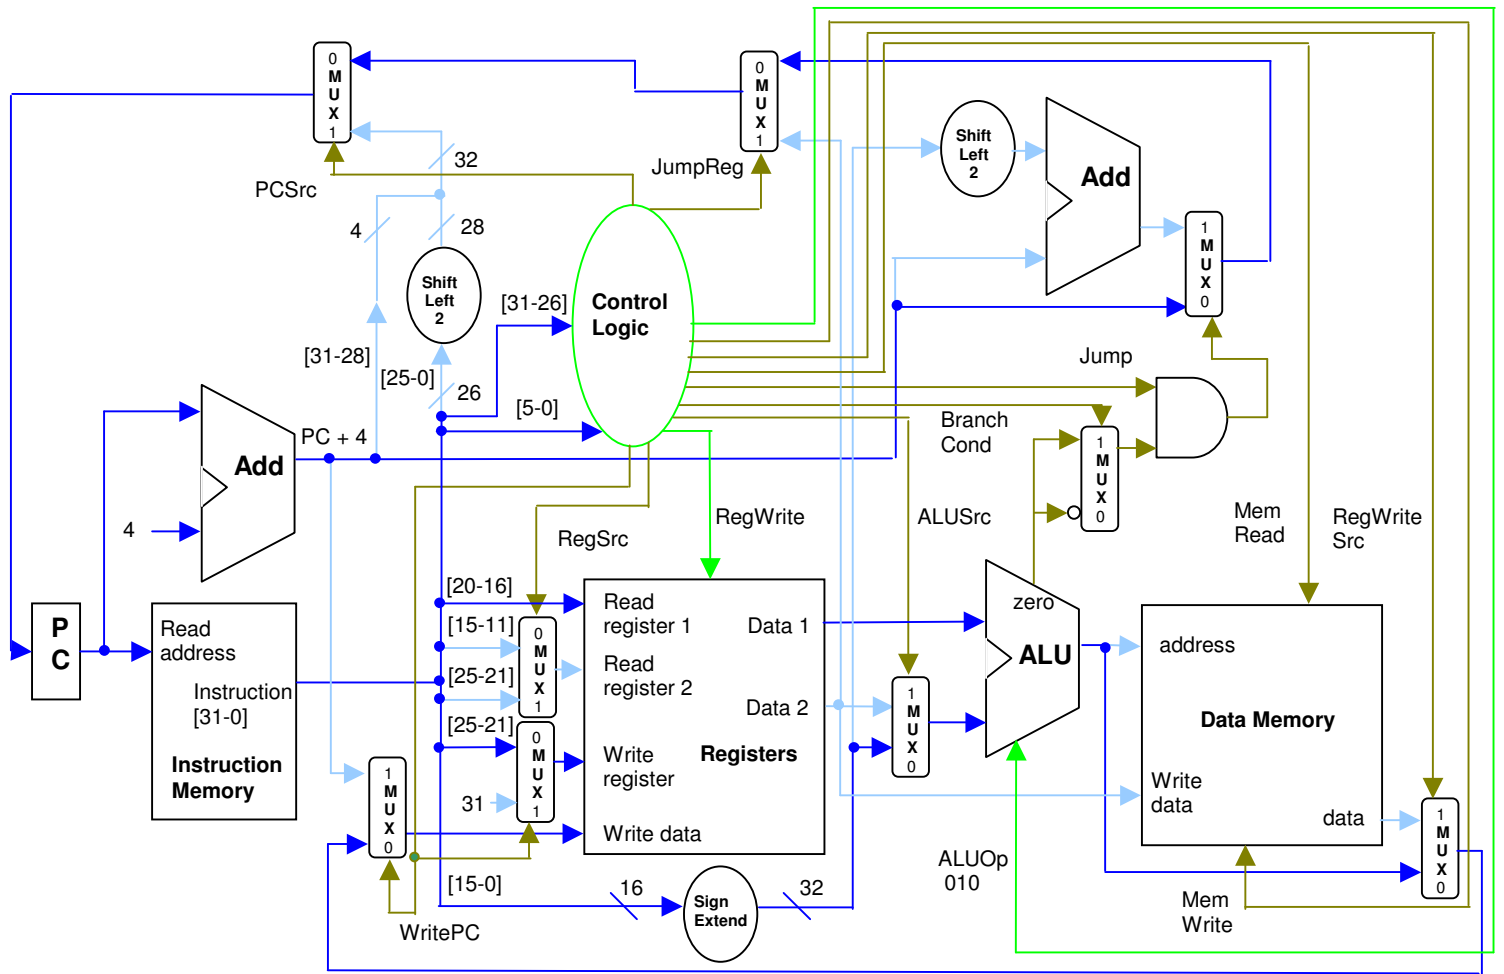 0
M
U
X
1
PCSrc
32
4
28
Shift
Left
2
[31-28]
[25-0]
26
0
M
U
X
1
JumpReg
[31-26]
Control
Logic
[5-0]
Shift
Left
2
Add
1
M
U
X
0
Jump
Branch
Cond
1
M
U
X
0
PC + 4
Add
4
RegSrc
RegWrite
ALUSrc
Mem
Read
RegWrite
Src
P
C
Read
address
Instruction
[31-0]
Instruction
Memory
[20-16]
[15-11]
[25-21]
[25-21]
0
M
U
X
1
0
M
U
X
1
31
Read
register 1
Data 1
Read
register 2
Data 2
Registers
Write
register
Write data
1
M
U
X
0
zero
ALU
address
Data Memory
Write
data
data
1
M
U
X
0
1
M
U
X
0
WritePC
[15-0]
16
Sign
Extend
32
ALUOp
010
Mem
Write